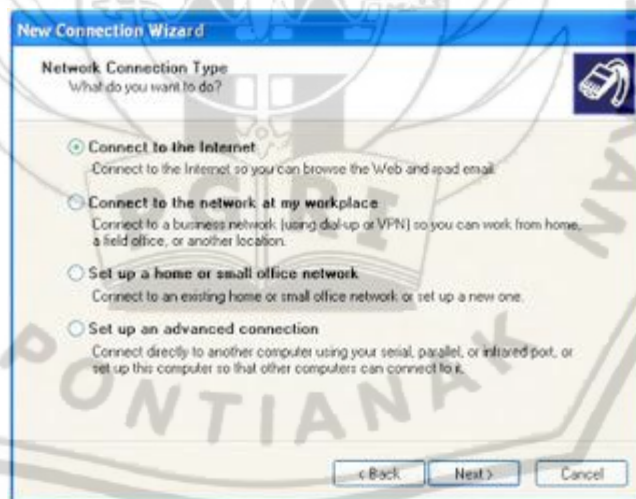 New Connection Wizard
Network Connection Type
What do you want to do?
Connect to the Internet
Connect to the Internet so you can browse the Web and read email.
Connect to the network at my workplace
Connect to a business network (using dial-up or VPN) so you can work from home,
a field office, or another location.
Set up a home or small office network
Connect to an existing home or small office network or set up a new one.
Set up an advanced connection
Connect directly to another computer using your serial, parallel, or infrared port, or
set up this computer so that other computers can connect to it.
< Back
Next >
Cancel
PGRI
PONTIANAK